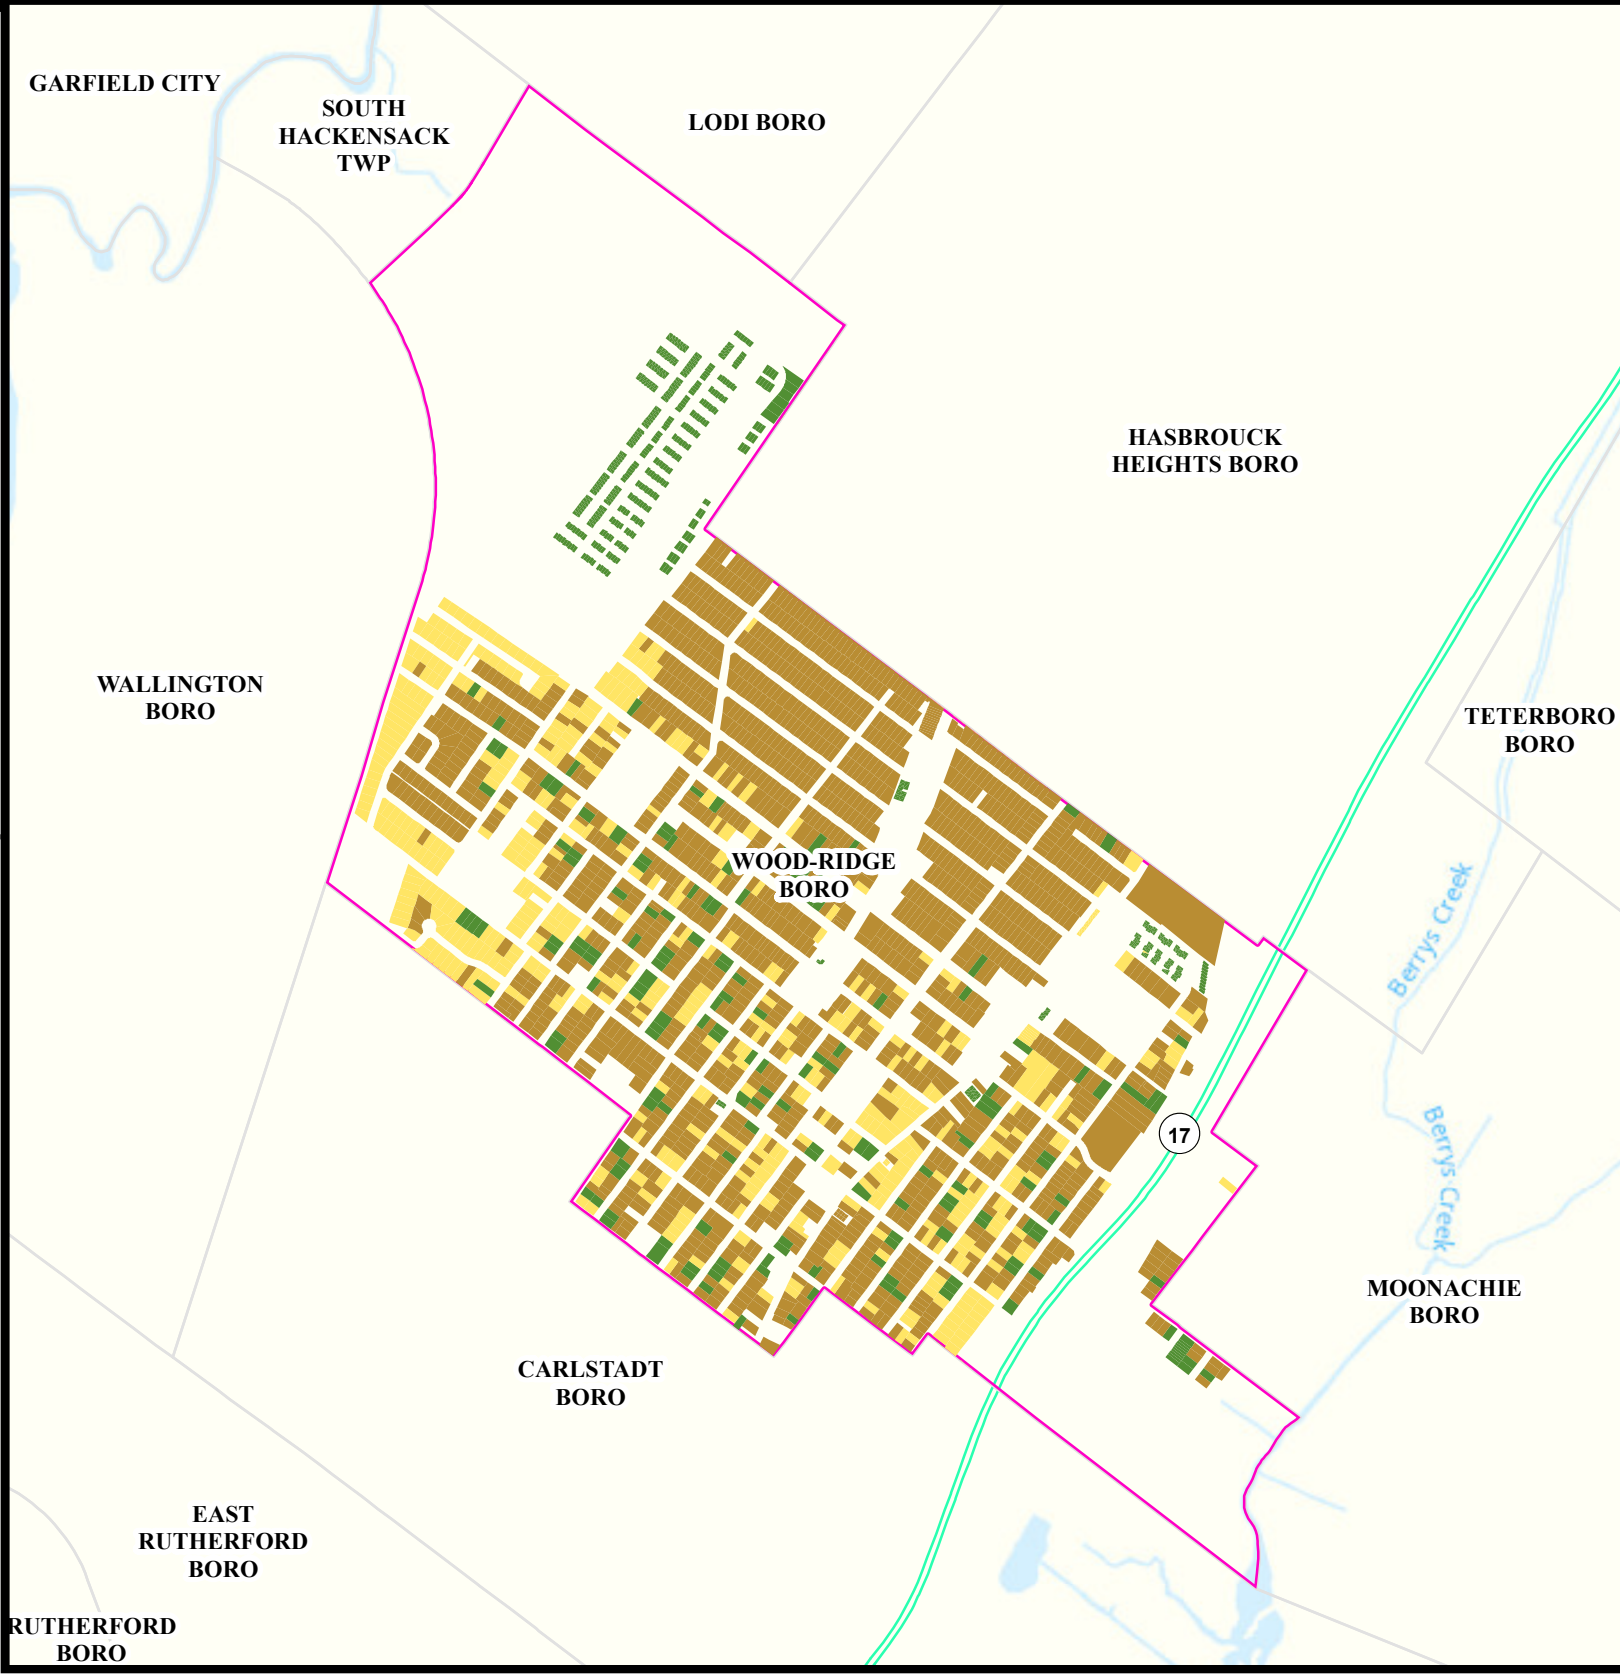 GARFIELD CITY
SOUTH
HACKENSACK
TWP
LODI BORO
HASBROUCK
HEIGHTS BORO
WALLINGTON
BORO
TETERBORO
BORO
WOOD-RIDGE
BORO
Berrys Creek
17
Berrys Creek
MOONACHIE
BORO
CARLSTADT
BORO
EAST
RUTHERFORD
BORO
RUTHERFORD
BORO